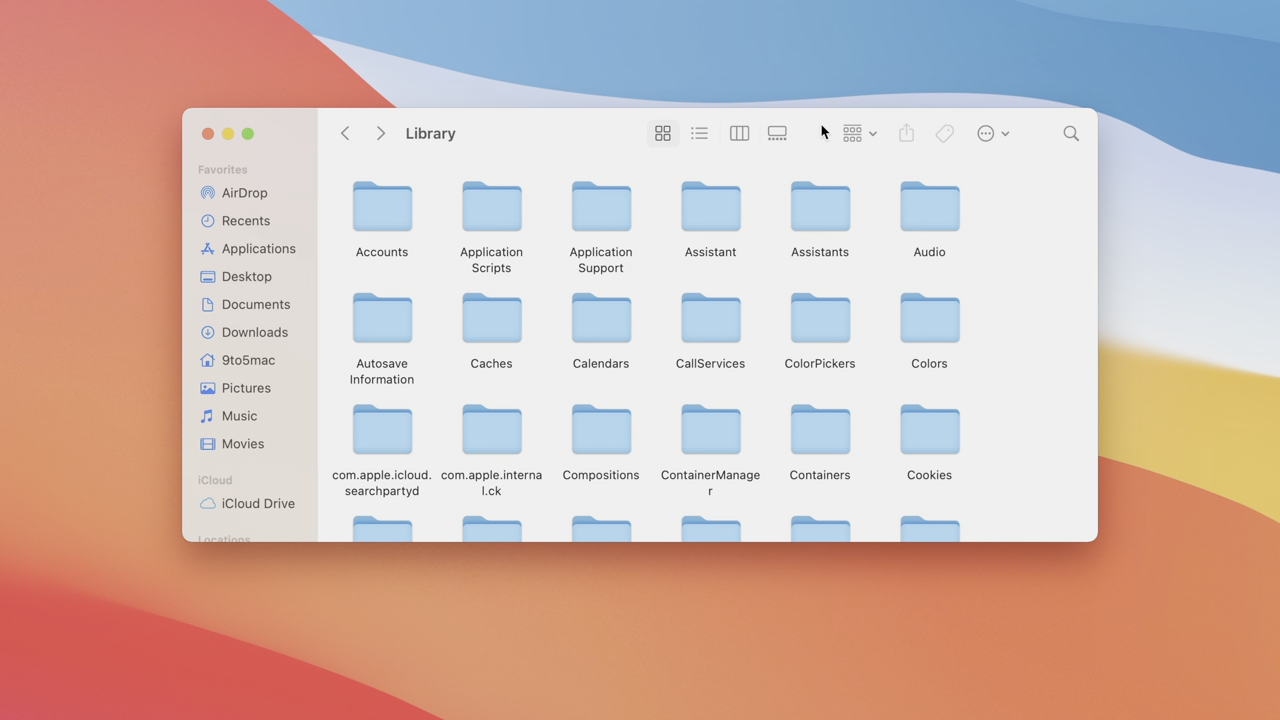 Library
Favorites
AirDrop
Recents
Applications
Desktop
Documents
Downloads
9to5mac
Pictures
Music
Movies
iCloud
iCloud Drive
Locations
Accounts
Application
Scripts
Application
Support
Assistant
Assistants
Audio
Autosave
Information
Caches
Calendars
CallServices
ColorPickers
Colors
com.apple.icloud.
searchpartyd
com.apple.interna
l.ck
Compositions
ContainerManage
r
Containers
Cookies